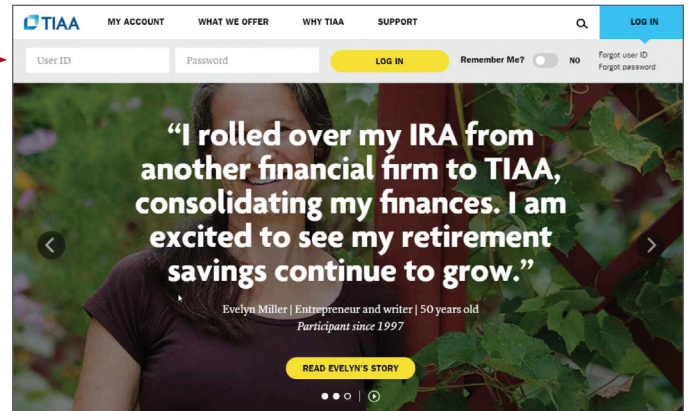 TIAA MY ACCOUNT WHAT WE OFFER WHY TIAA SUPPORT LOG IN
User ID Password LOG IN Remember Me? NO Forgot user ID
Forgot password
“I rolled over my IRA from
another financial firm to TIAA,
consolidating my finances. I am
excited to see my retirement
savings continue to grow.”
Evelyn Miller | Entrepreneur and writer | 50 years old
Participant since 1997
READ EVELYN'S STORY